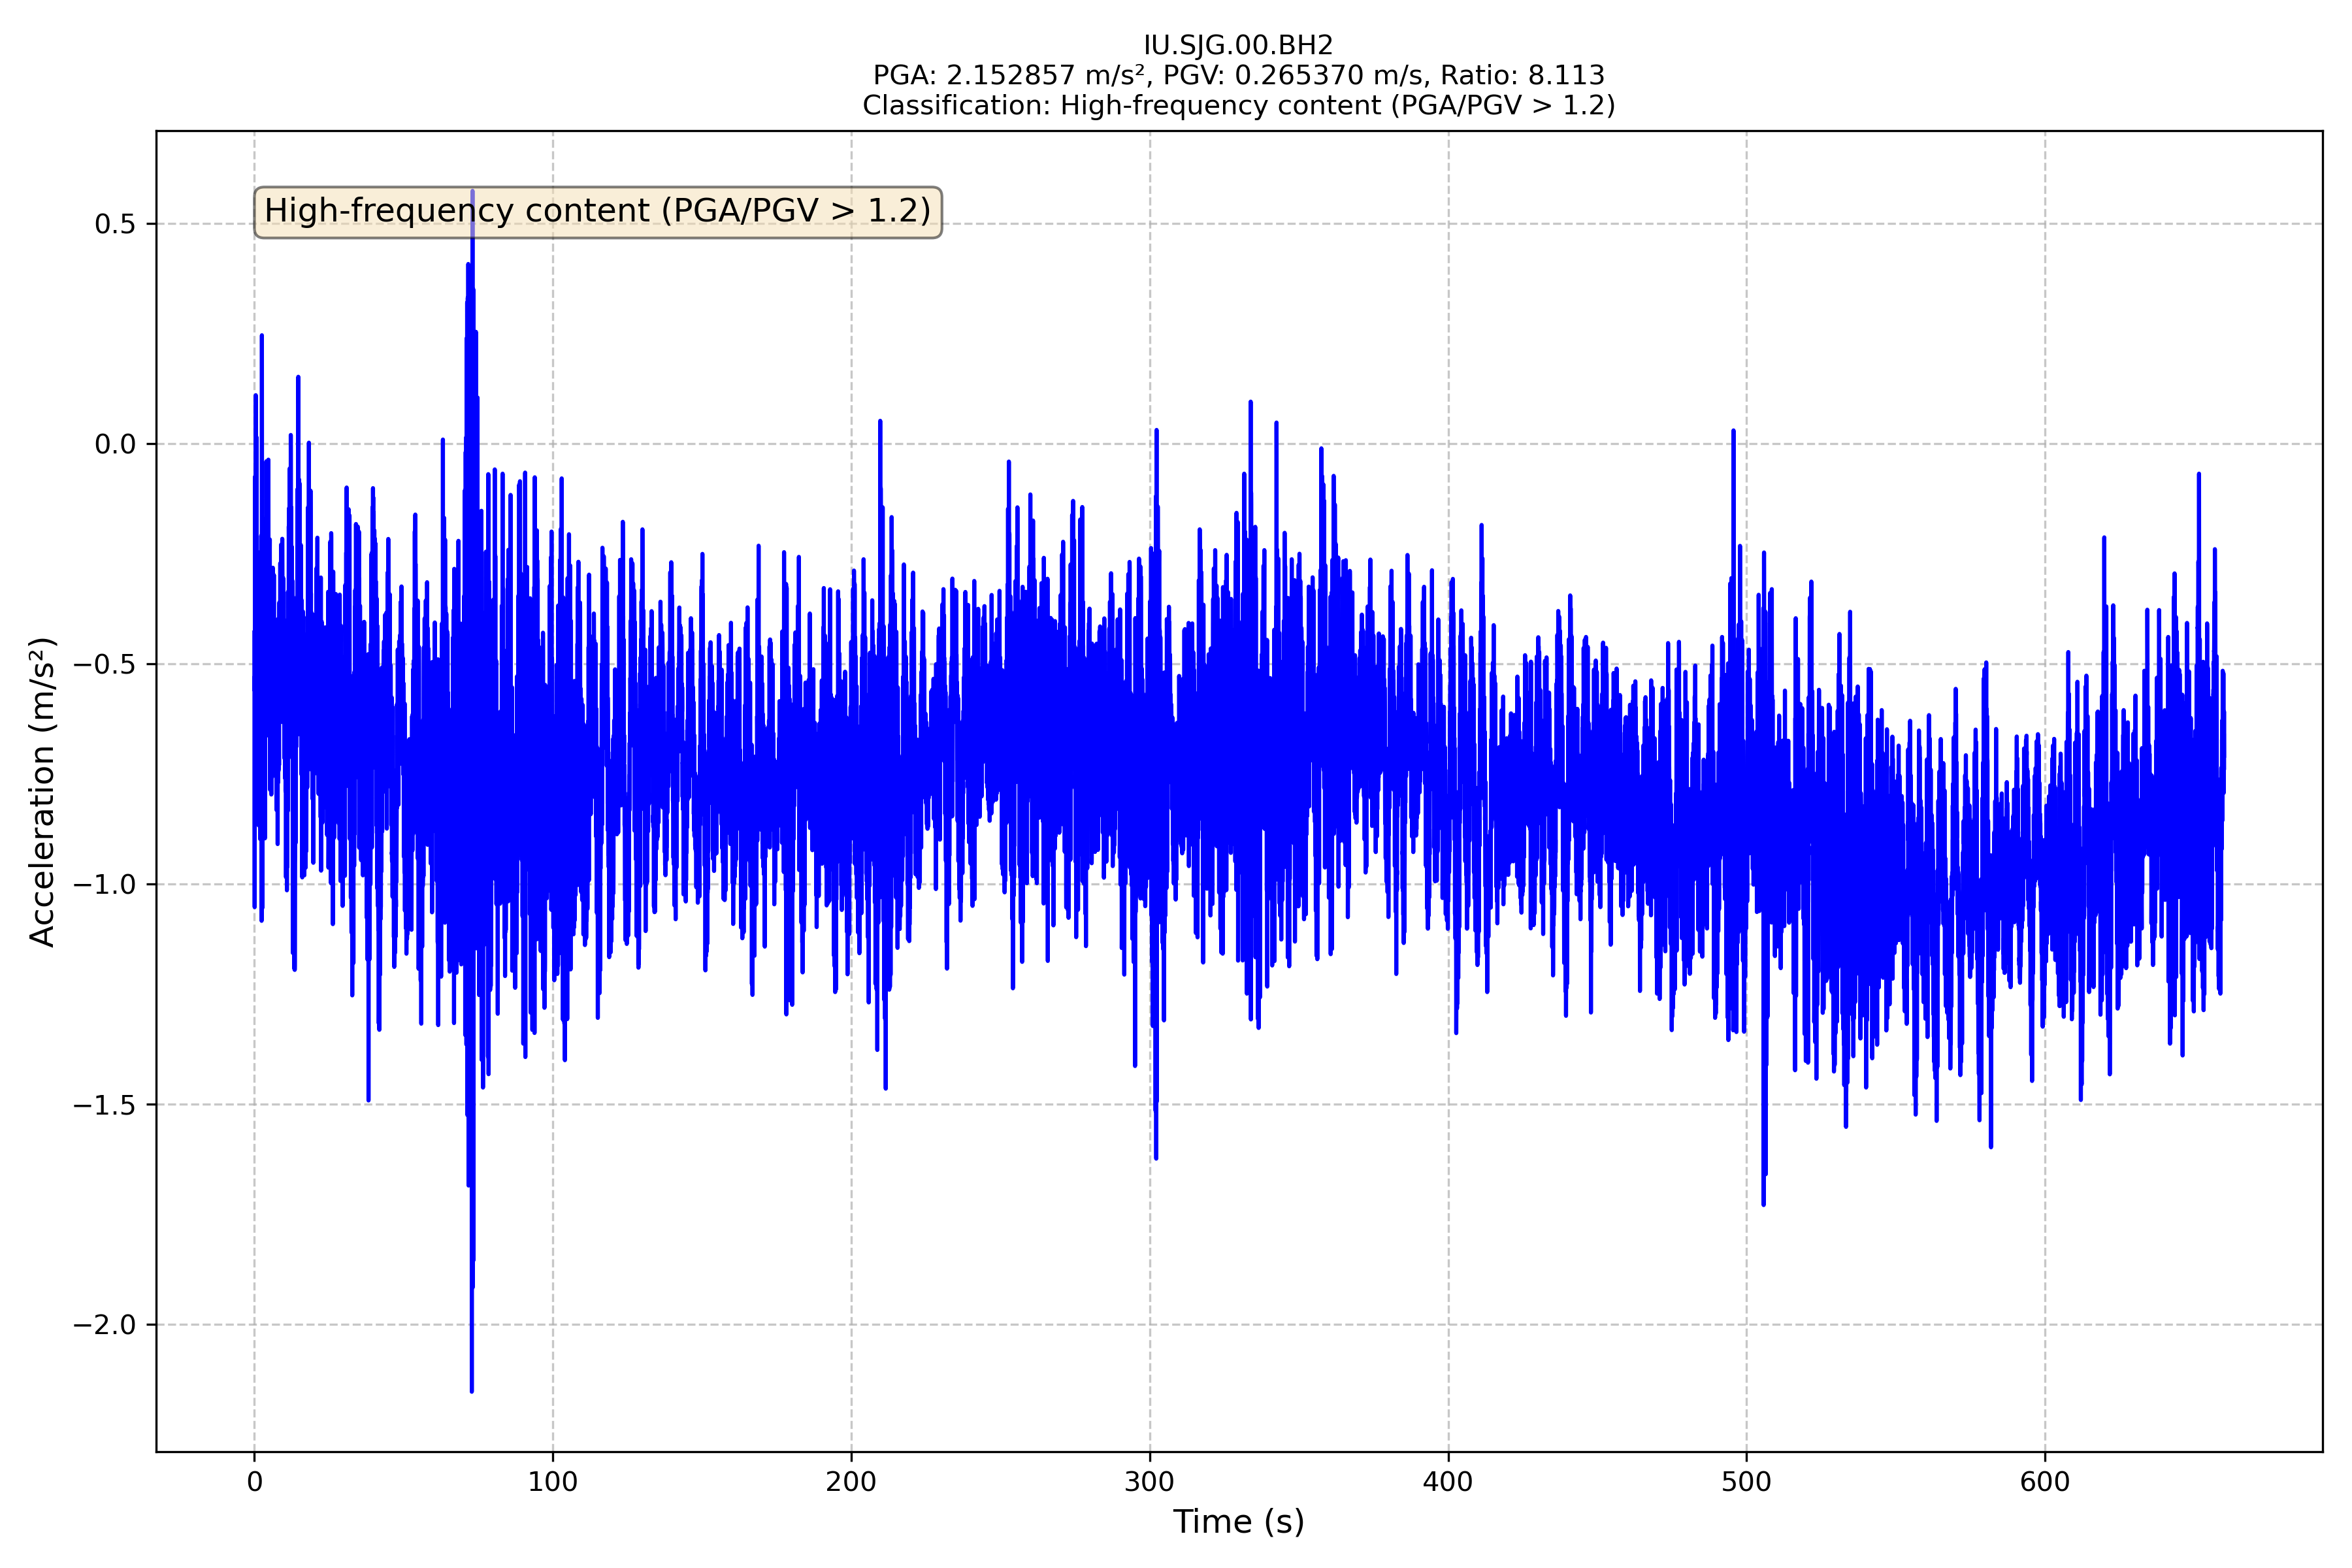 IU.SJG.00.BH2
PGA: 2.152857 m/s², PGV: 0.265370 m/s, Ratio: 8.113
Classification: High-frequency content (PGA/PGV > 1.2)
High-frequency content (PGA/PGV > 1.2)
0.5
0.0
−0.5
−1.0
−1.5
−2.0
Acceleration (m/s²)
0 100 200 300 400 500 600
Time (s)